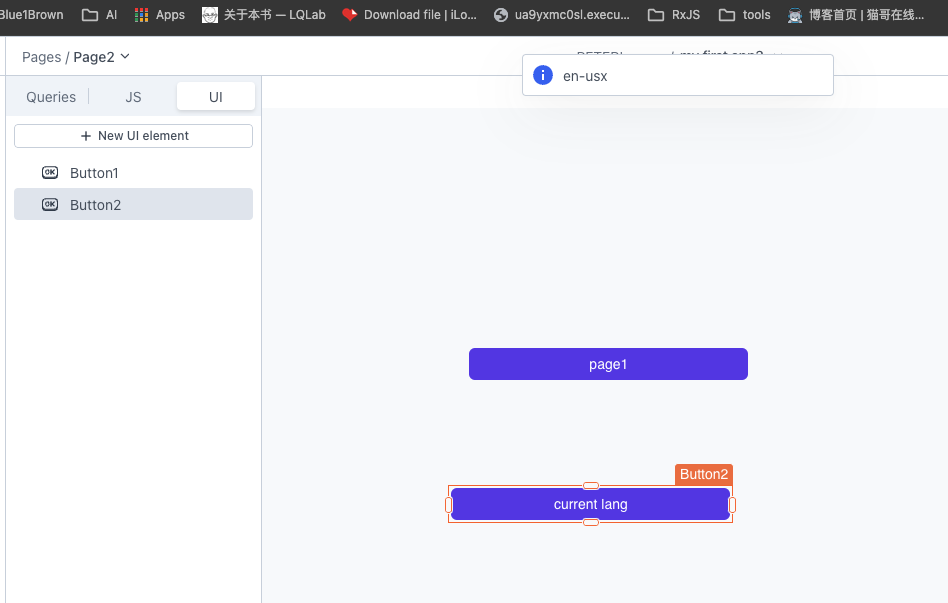 Blue1Brown AI Apps 关于本书 — LQLab Download file | iLo... ua9yxmc0sl.execu... RxJS tools 博客首页 | 猫哥在线...
Pages / Page2
en-usx
Queries JS UI
+ New UI element
OK Button1
OK Button2
page1
Button2
current lang